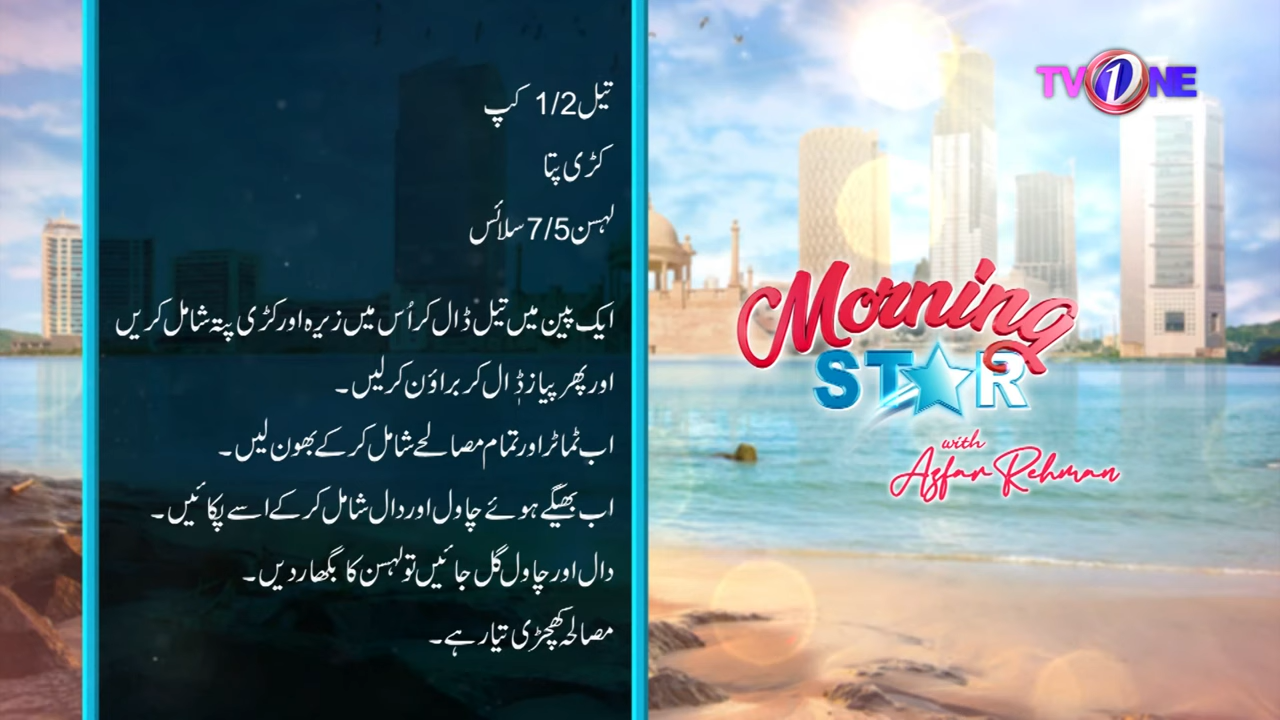 تیل 1/2 کپ
کڑی پتا
لہسن 7/5 سلائس
ایک پین میں تیل ڈال کر اُس میں زیرہ اور کڑی پتہ شامل کریں
اور پھر پیاز ڈال کر براؤن کرلیں۔
اب ٹماٹر اور تمام مصالحے شامل کر کے بھون لیں۔
اب بھیگے ہوئے چاول اور دال شامل کر کے اسے پکائیں۔
دال اور چاول گل جائیں تو لہسن کا بگھار دیں۔
مصالحہ کھچڑی تیار ہے۔
TV ONE
Morning
STAR
with
Azfar Rehman